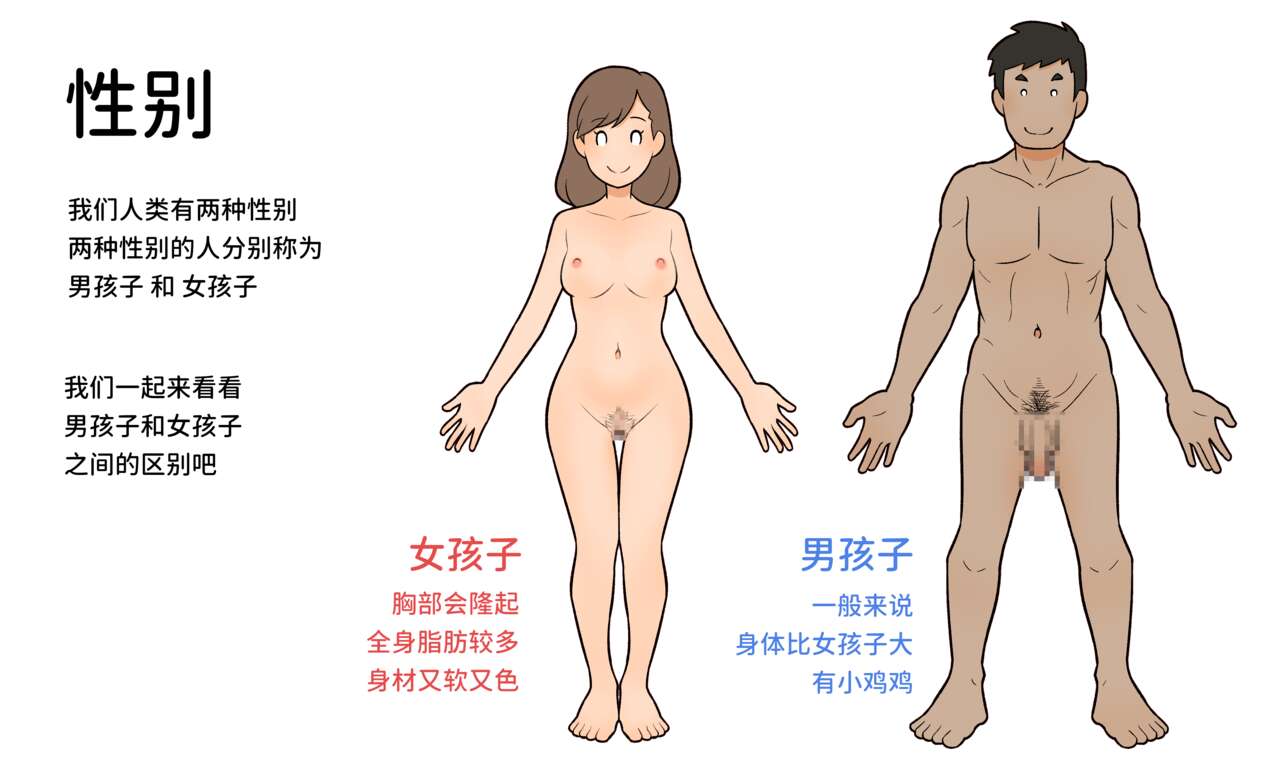 性别
我们人类有两种性别
两种性别的人分别称为
男孩子 和 女孩子
我们一起来看看
男孩子和女孩子
之间的区别吧
女孩子
胸部会隆起
全身脂肪较多
身材又软又色
男孩子
一般来说
身体比女孩子大
有小鸡鸡